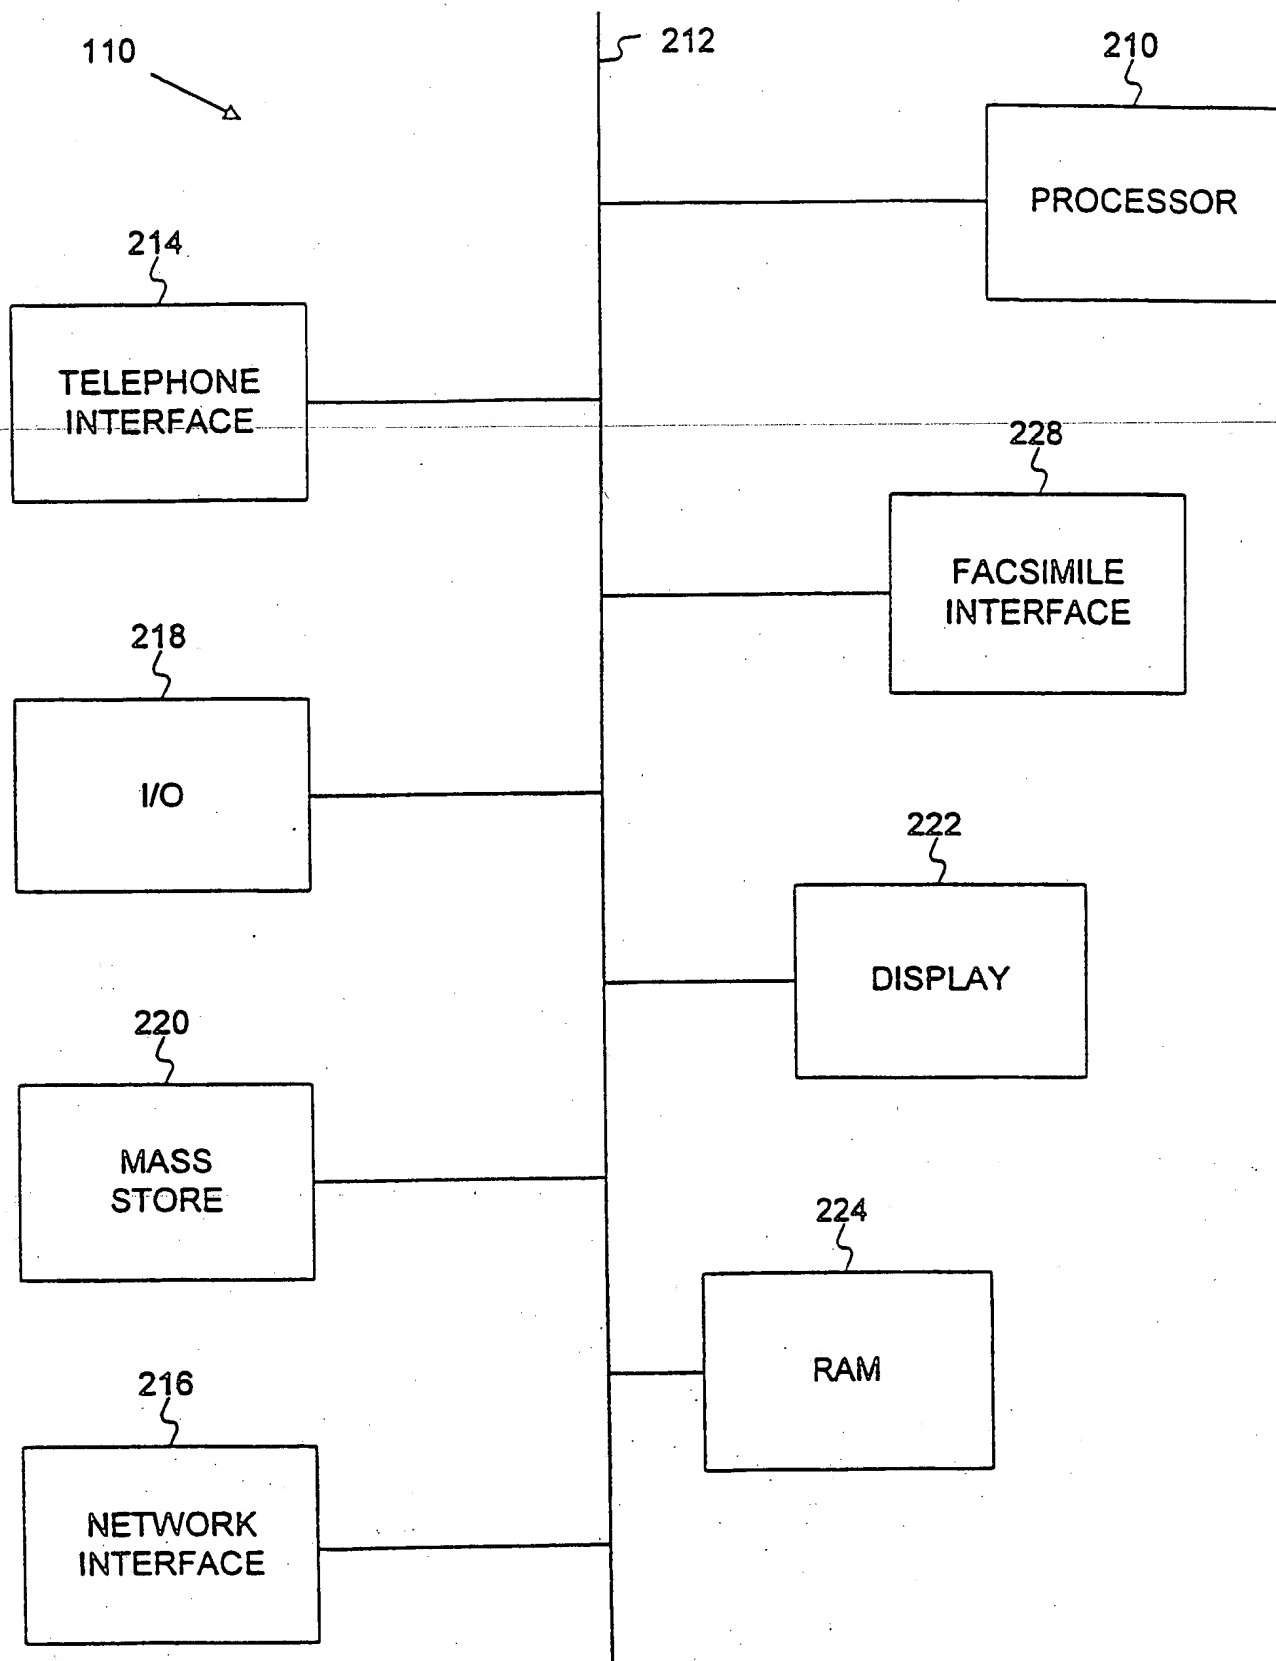 110
212
210
PROCESSOR
214
TELEPHONE
INTERFACE
228
FACSIMILE
INTERFACE
218
I/O
222
DISPLAY
220
MASS
STORE
224
RAM
216
NETWORK
INTERFACE